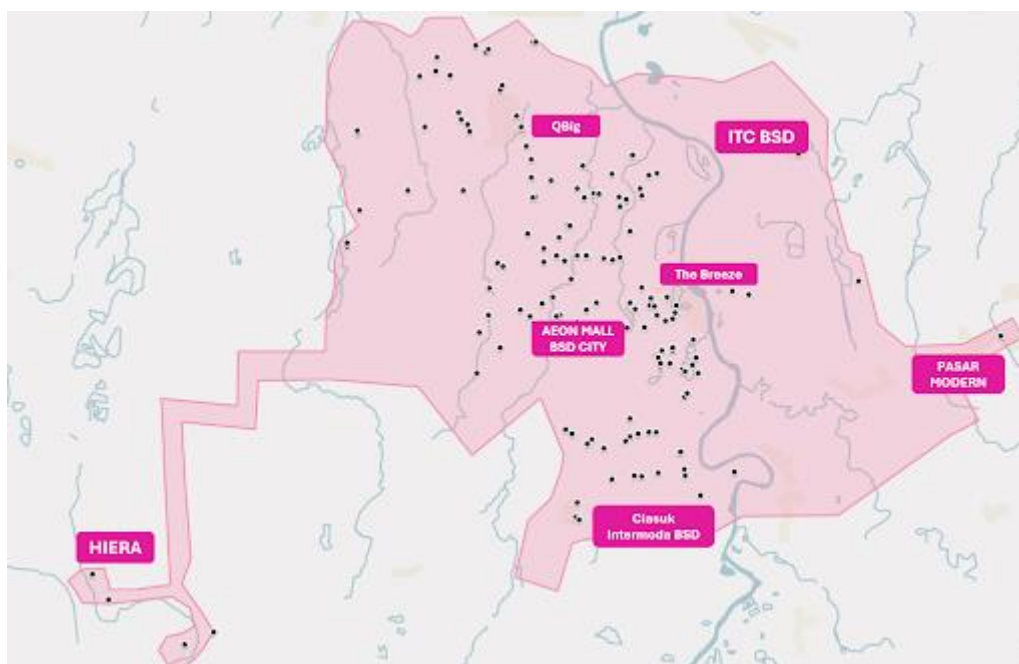 QBig
ITC BSD
The Breeze
AEON MALL
BSD CITY
PASAR
MODERN
HIERA
Cisauk
Intermoda BSD